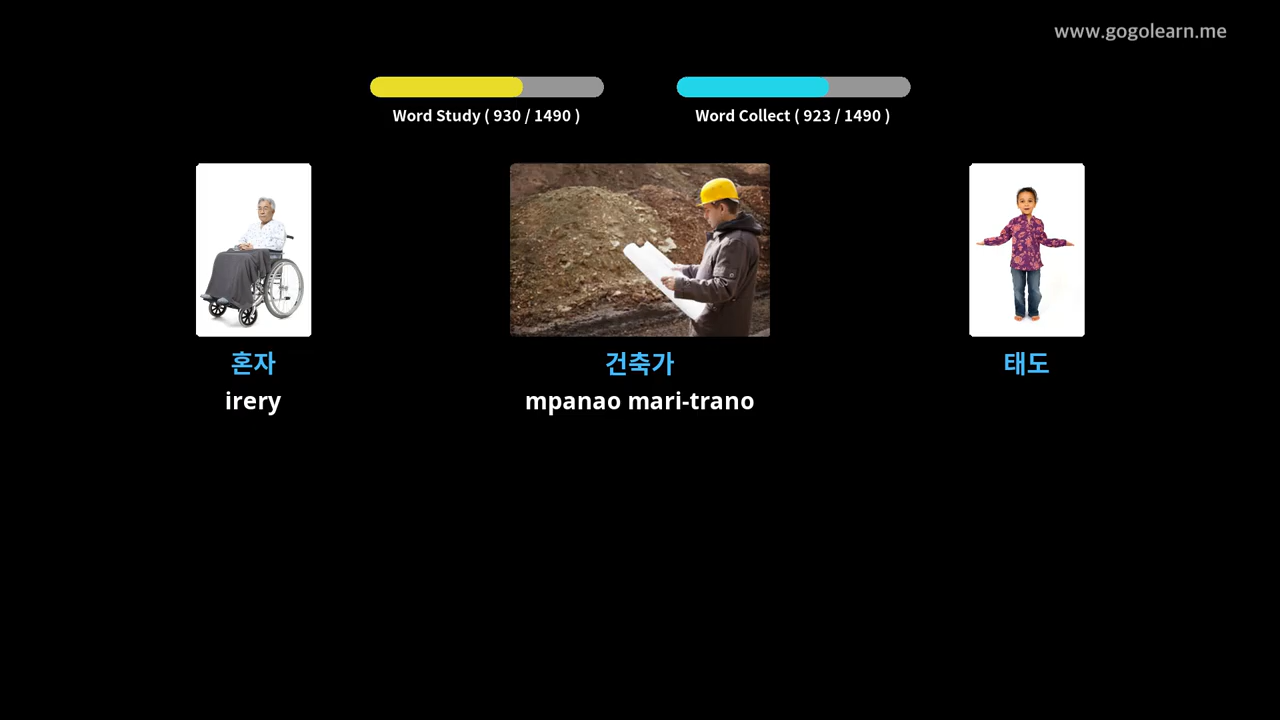 www.gogolearn.me
Word Study ( 930 / 1490 )
Word Collect ( 923 / 1490 )
혼자
건축가
태도
irery
mpanao mari-trano